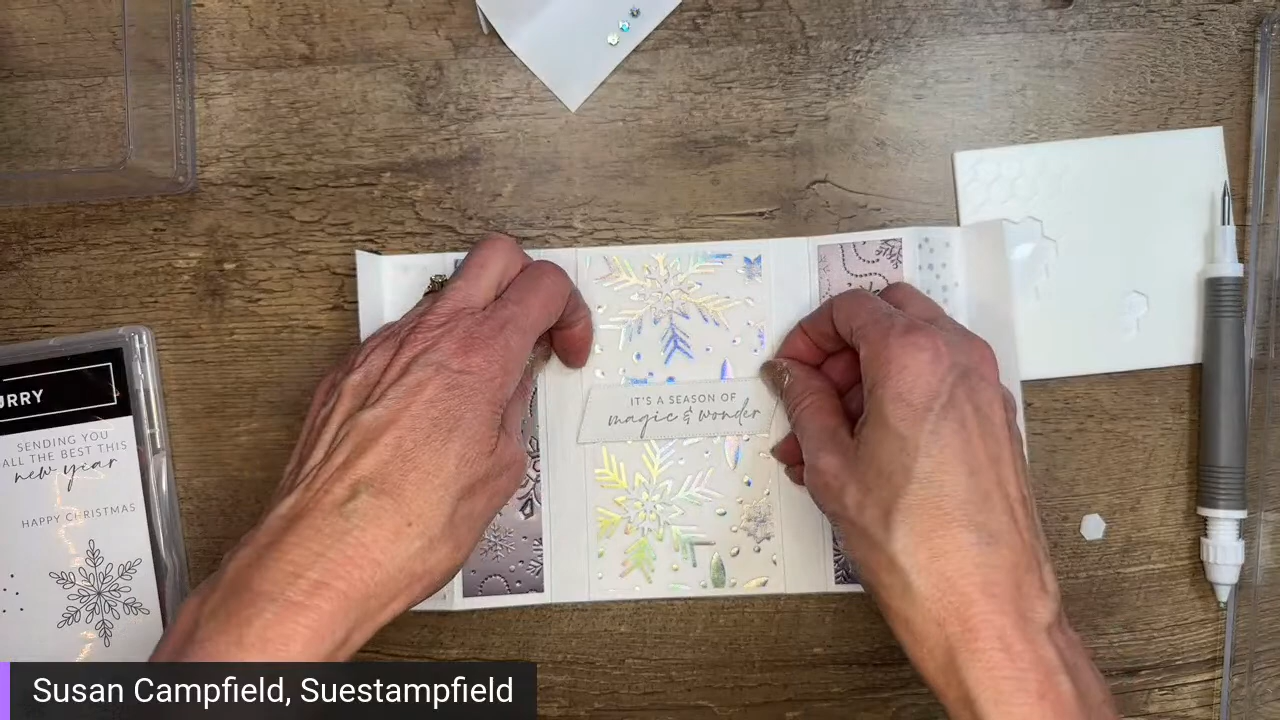 IT'S A SEASON OF
magic & wonder
URRY
SENDING YOU
ALL THE BEST THIS
new year
HAPPY CHRISTMAS
Susan Campfield, Suestampfield